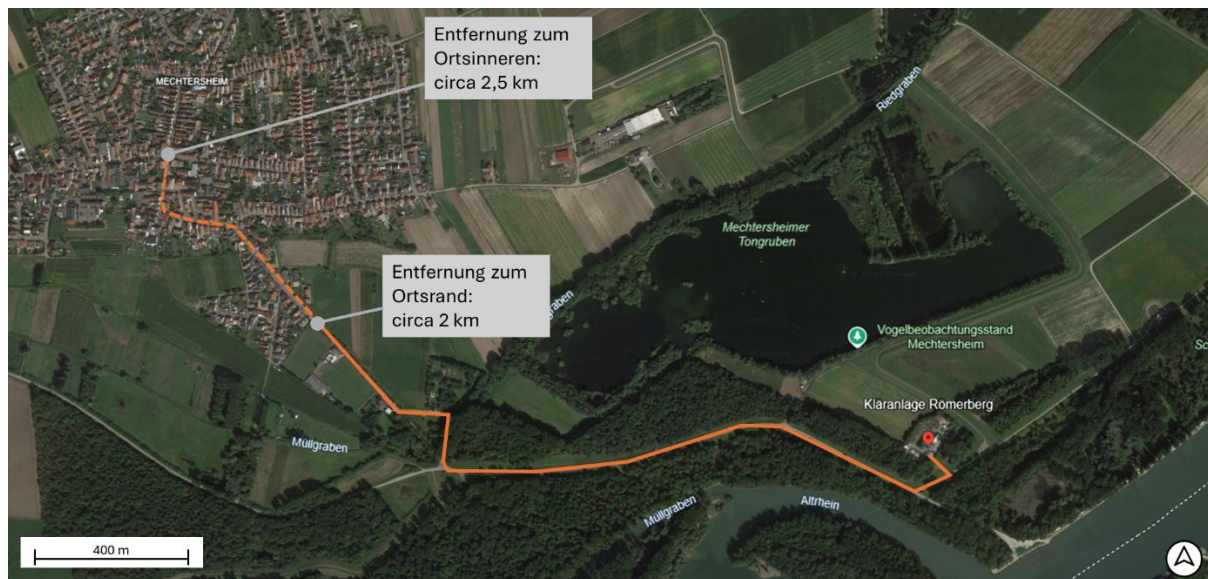 Entfernung zum
Ortsinneren:
circa 2,5 km
MECHTERSHEIM
Riedgraben
Mechtersheimer
Tongruben
Entfernung zum
Ortsrand:
circa 2 km
graben
Vogelbeobachtungsstand
Mechtersheim
Sc
Kläranlage Römerberg
Müllgraben
Müllgraben
Altrhein
400 m